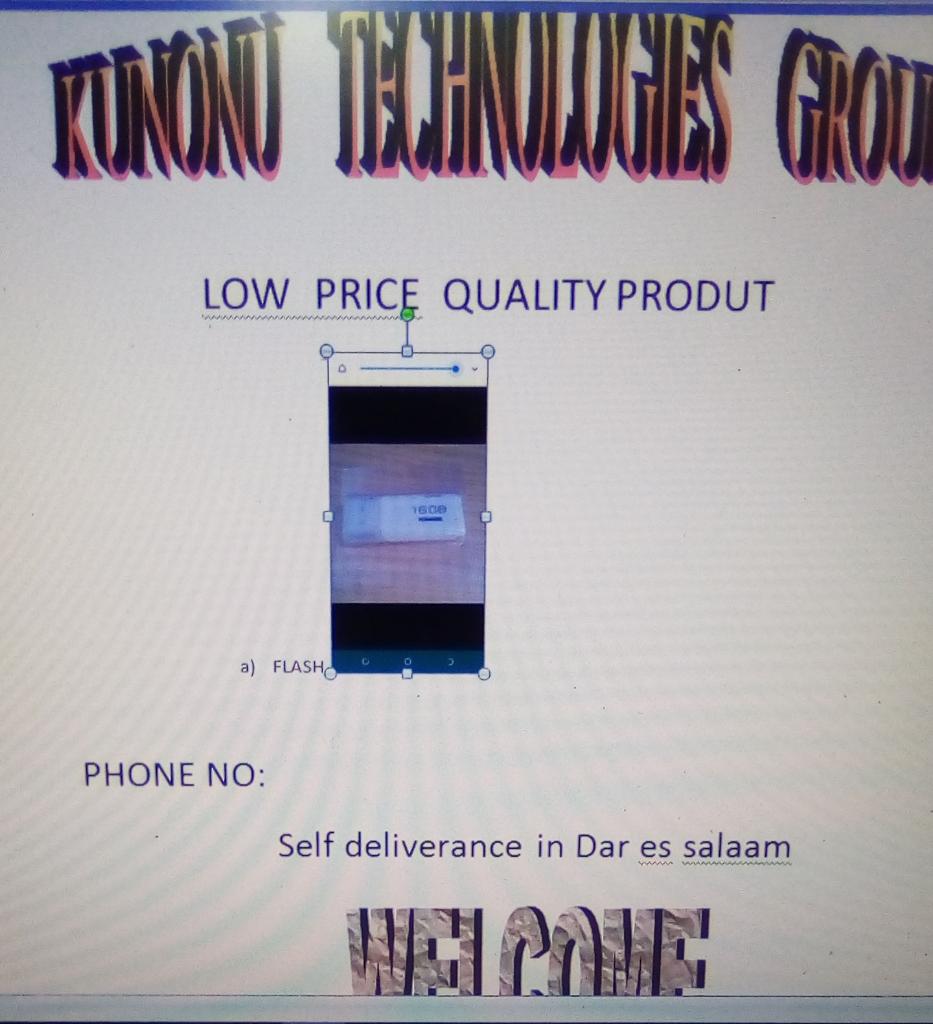 KUNONU TECHNOLOGIES GROU
LOW PRICE QUALITY PRODUT
16GB
a) FLASH
PHONE NO:
Self deliverance in Dar es salaam
WELCOME